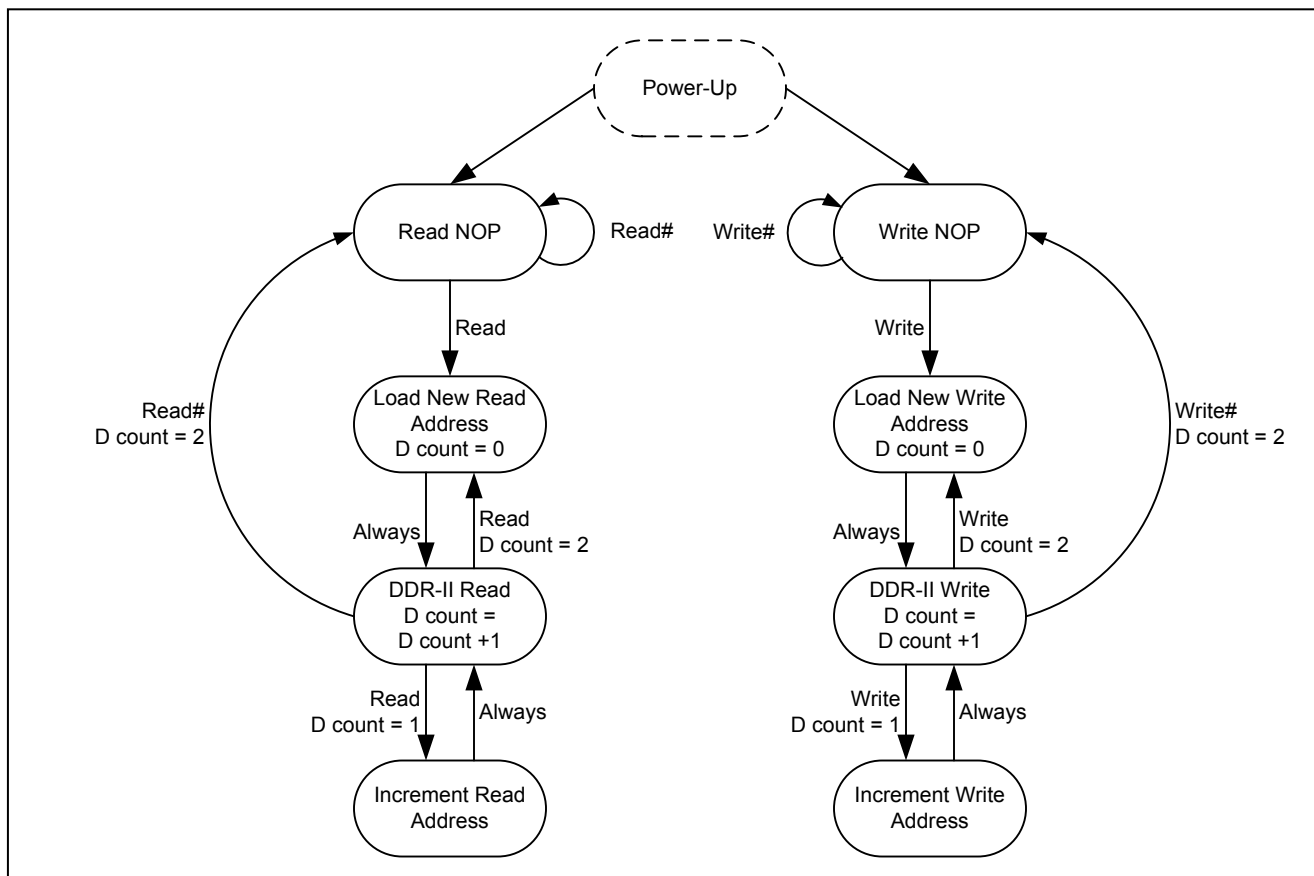 Power-Up
Read NOP
Read#
Write#
Write NOP
Read
Write
Load New Read
Address
D count = 0
Load New Write
Address
D count = 0
Read#
D count = 2
Write#
D count = 2
Always
Read
D count = 2
Always
Write
D count = 2
DDR-II Read
D count =
D count +1
DDR-II Write
D count =
D count +1
Read
D count = 1
Always
Write
D count = 1
Always
Increment Read
Address
Increment Write
Address